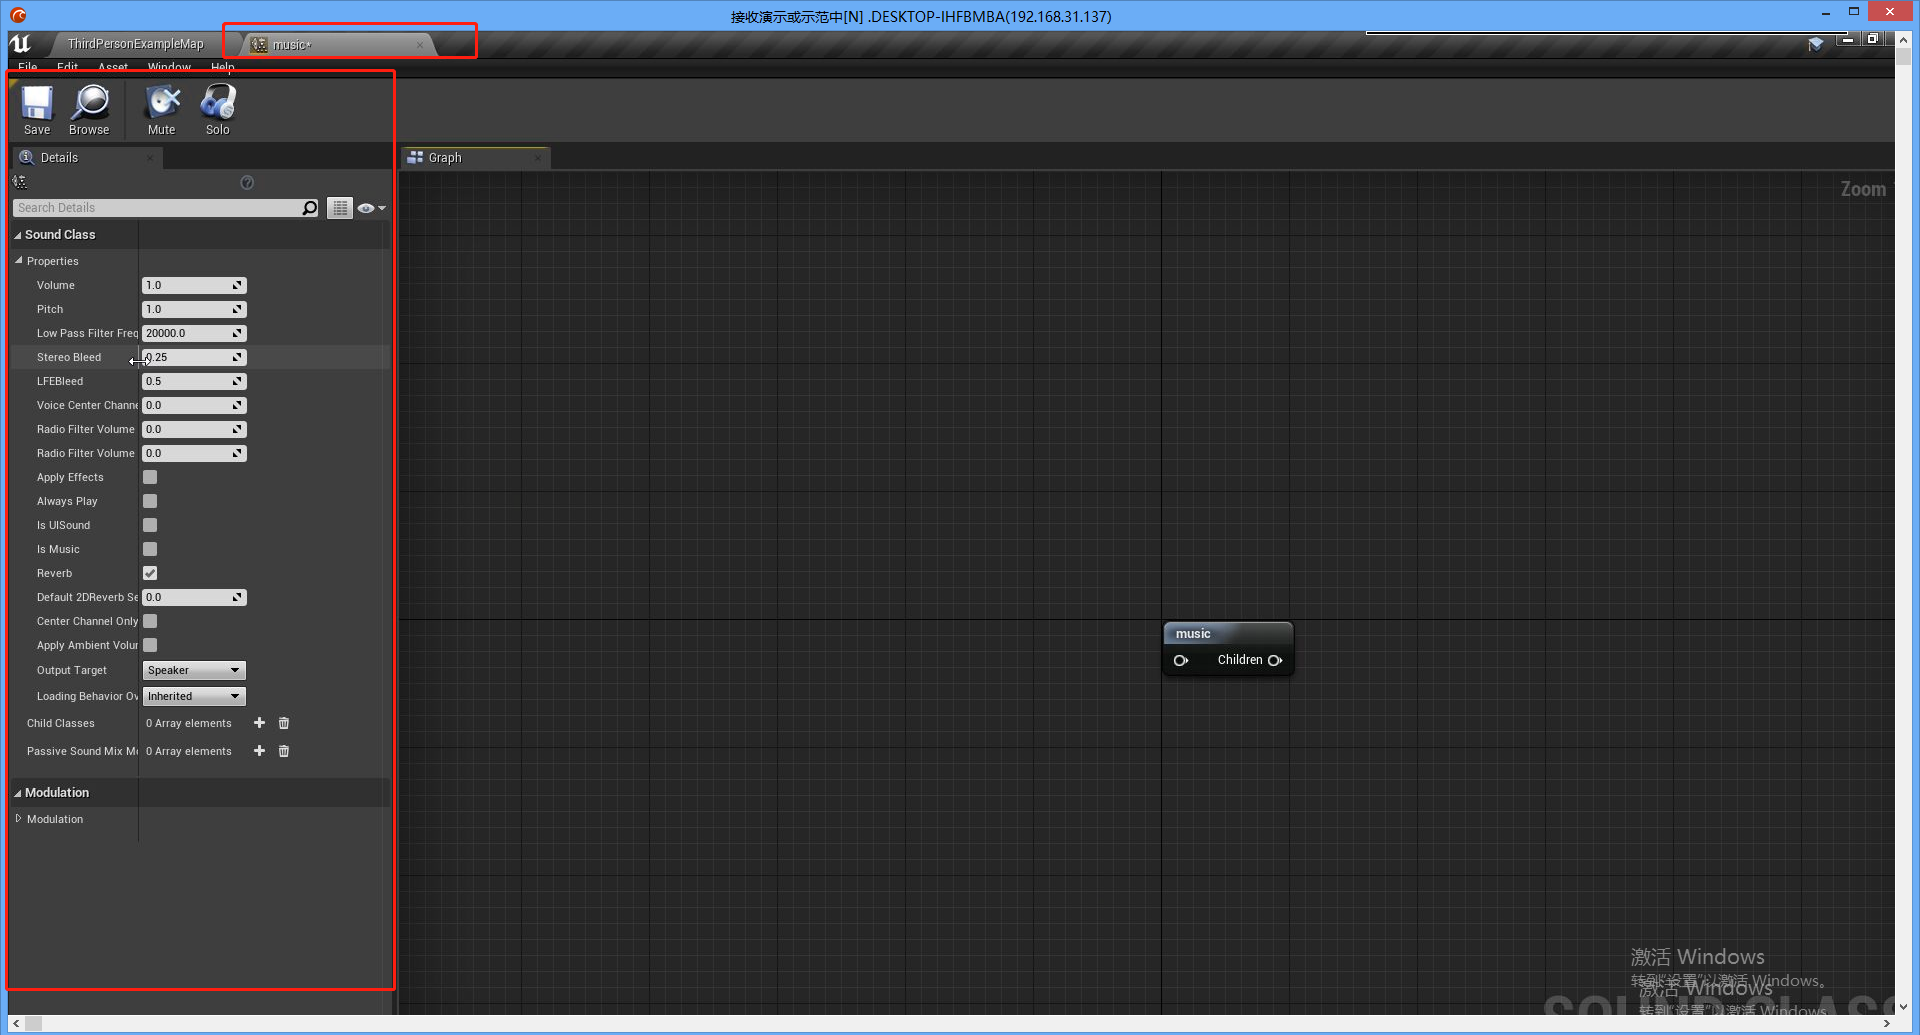 接收演示或示范中[N] .DESKTOP-IHFBMBA(192.168.31.137)
ThirdPersonExampleMap
music*
File Edit Asset Window Help
Save Browse Mute Solo
Details
Graph
Zoom
Search Details
Sound Class
Properties
Volume 1.0
Pitch 1.0
Low Pass Filter Freq 20000.0
Stereo Bleed 0.25
LFEBleed 0.5
Voice Center Channe 0.0
Radio Filter Volume 0.0
Radio Filter Volume 0.0
Apply Effects
Always Play
Is UISound
Is Music
Reverb
Default 2DReverb Se 0.0
Center Channel Only
Apply Ambient Volur
Output Target Speaker
Loading Behavior Ov Inherited
Child Classes 0 Array elements
Passive Sound Mix Mo 0 Array elements
Modulation
Modulation
music
Children
激活 Windows
转到“设置”以激活 Windows。
激活 Windows
转到“设置”以激活 Windows
SOUND CLASS